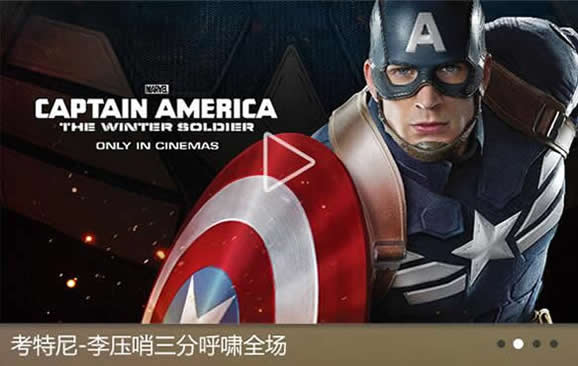 MARVEL
CAPTAIN AMERICA
THE WINTER SOLDIER
ONLY IN CINEMAS
A
考特尼-李压哨三分呼啸全场